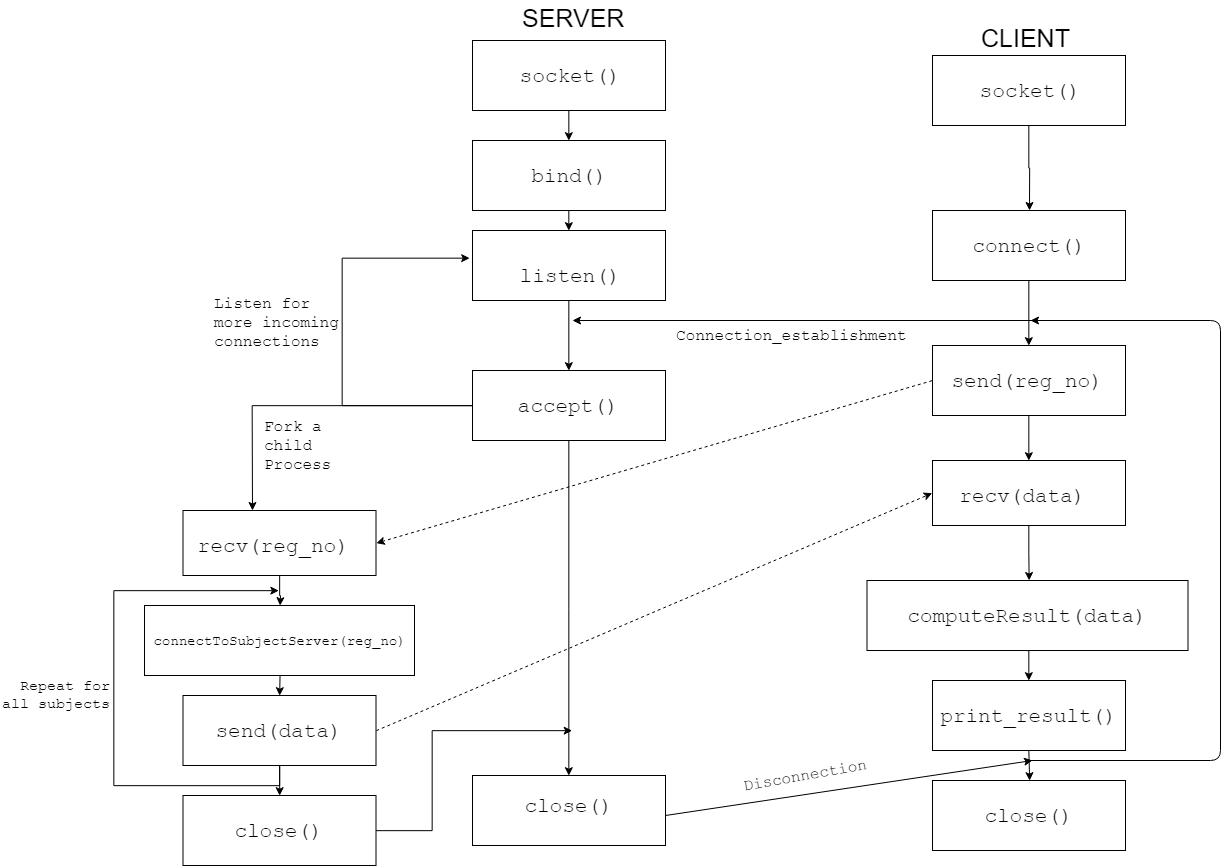 SERVER
CLIENT
socket()
socket()
bind()
connect()
listen()
Listen for
more incoming
connections
Connection_establishment
send(reg_no)
accept()
Fork a
child
Process
recv(data)
recv(reg_no)
computeResult(data)
connectToSubjectServer(reg_no)
Repeat for
all subjects
send(data)
print_result()
Disconnection
close()
close()
close()